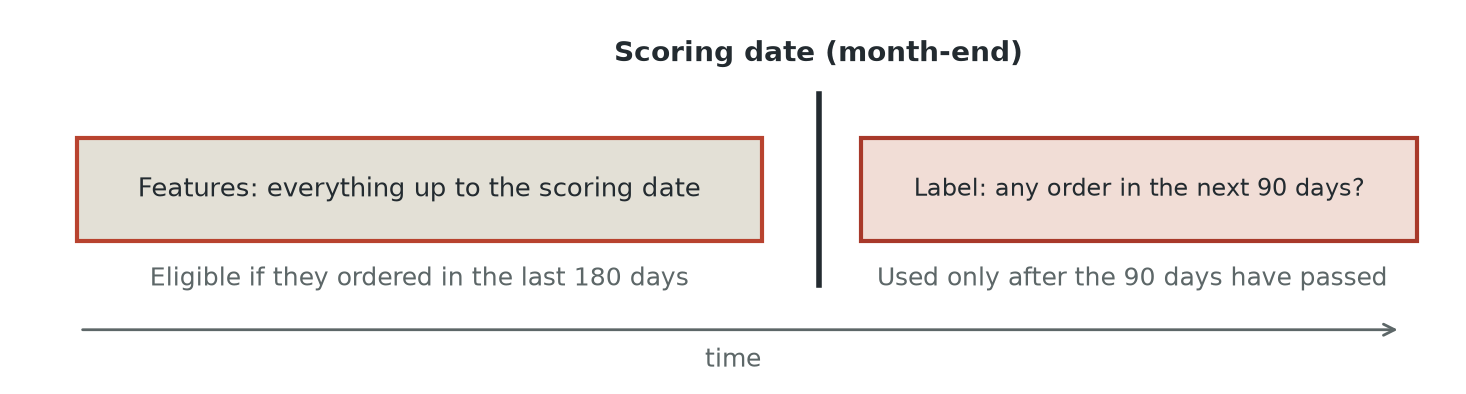 Scoring date (month-end)
Features: everything up to the scoring date
Label: any order in the next 90 days?
Eligible if they ordered in the last 180 days
Used only after the 90 days have passed
time